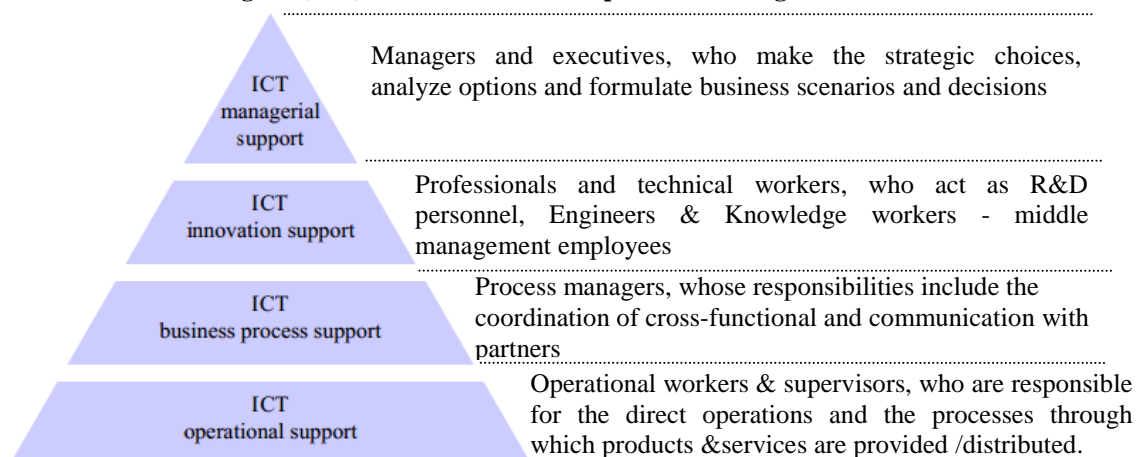 ICT
managerial
support
Managers and executives, who make the strategic choices,
analyze options and formulate business scenarios and decisions
ICT
innovation support
Professionals and technical workers, who act as R&D
personnel, Engineers & Knowledge workers - middle
management employees
ICT
business process support
Process managers, whose responsibilities include the
coordination of cross-functional and communication with
partners
ICT
operational support
Operational workers & supervisors, who are responsible
for the direct operations and the processes through
which products &services are provided /distributed.